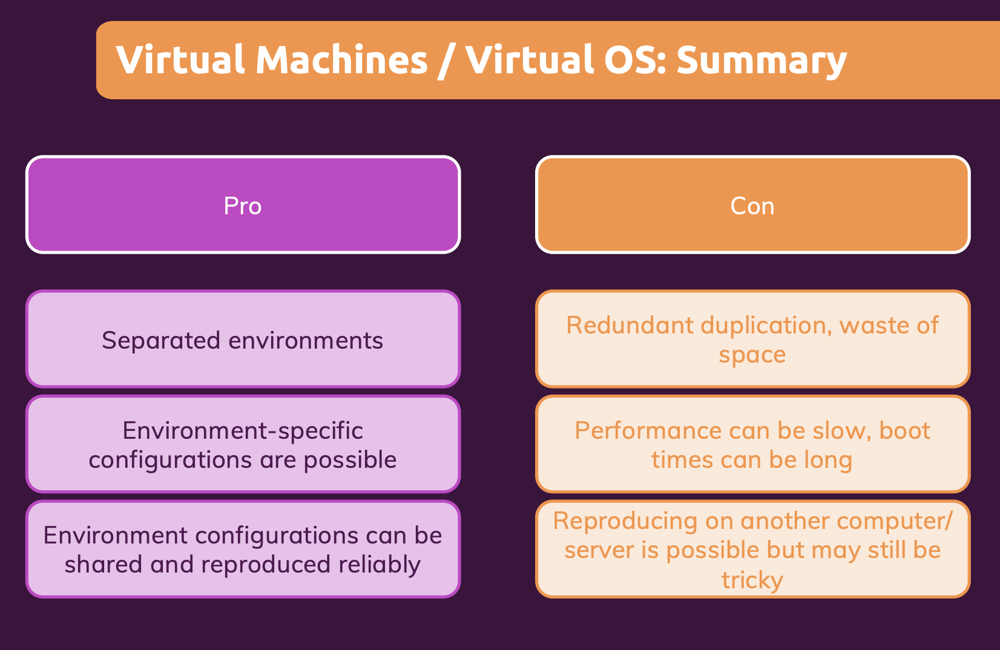 Virtual Machines / Virtual OS: Summary
Pro
Separated environments
Environment-specific
configurations are possible
Environment configurations can be
shared and reproduced reliably
Con
Redundant duplication, waste of
space
Performance can be slow, boot
times can be long
Reproducing on another computer/
server is possible but may still be
tricky